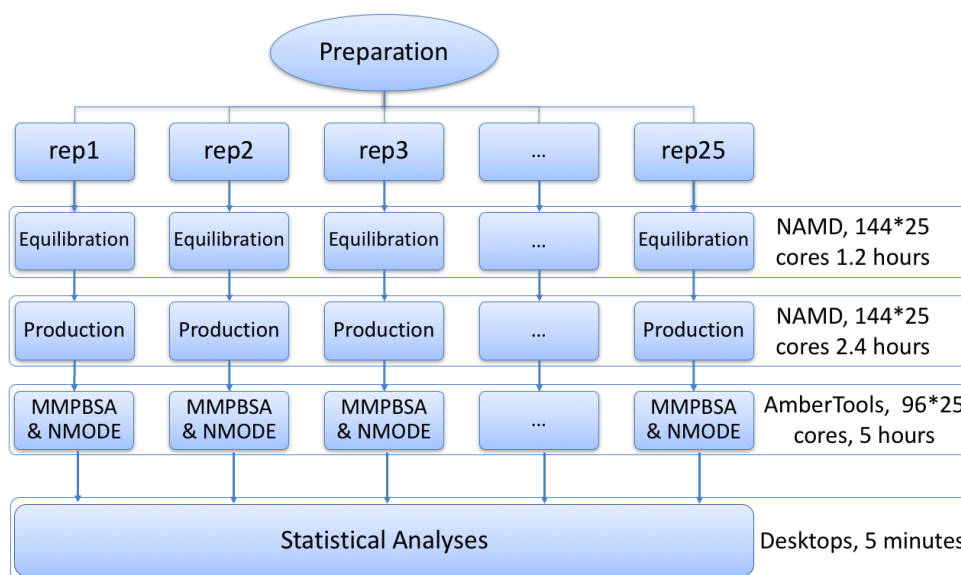 Preparation
rep1
rep2
rep3
...
rep25
Equilibration
Equilibration
Equilibration
...
Equilibration
NAMD, 144*25
cores 1.2 hours
Production
Production
Production
...
Production
NAMD, 144*25
cores 2.4 hours
MMPBSA
& NMODE
MMPBSA
& NMODE
MMPBSA
& NMODE
...
MMPBSA
& NMODE
AmberTools, 96*25
cores, 5 hours
Statistical Analyses
Desktops, 5 minutes